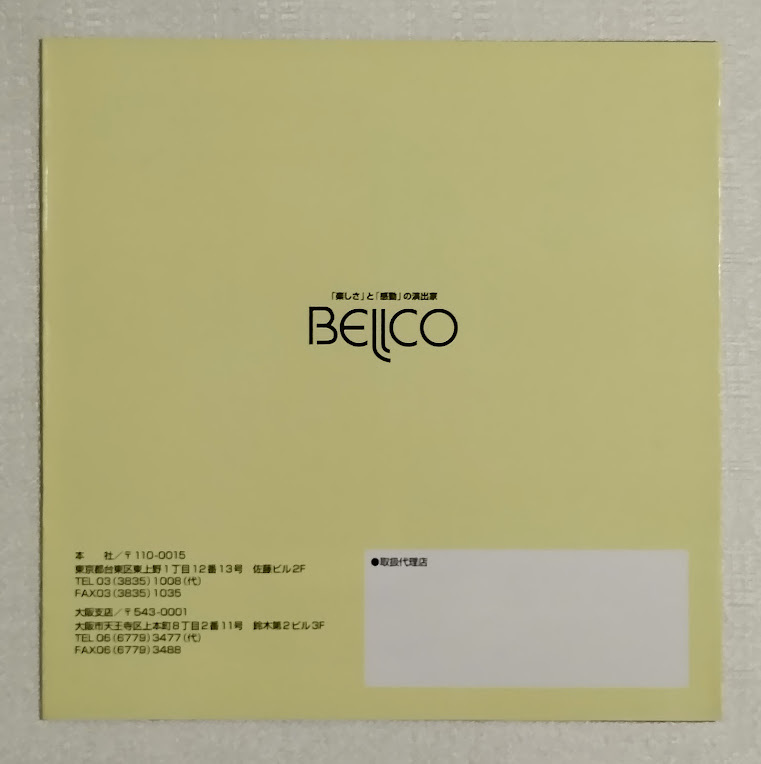 「楽しさ」と「感動」の演出家
BELLCO
本　社／〒110-0015
東京都台東区東上野1丁目12番13号　佐藤ビル2F
TEL 03(3835)1008(代)
FAX03(3835)1035
大阪支店／〒543-0001
大阪市天王寺区上本町8丁目2番11号　鈴木第2ビル3F
TEL 06(6779)3477(代)
FAX06(6779)3488
●取扱代理店